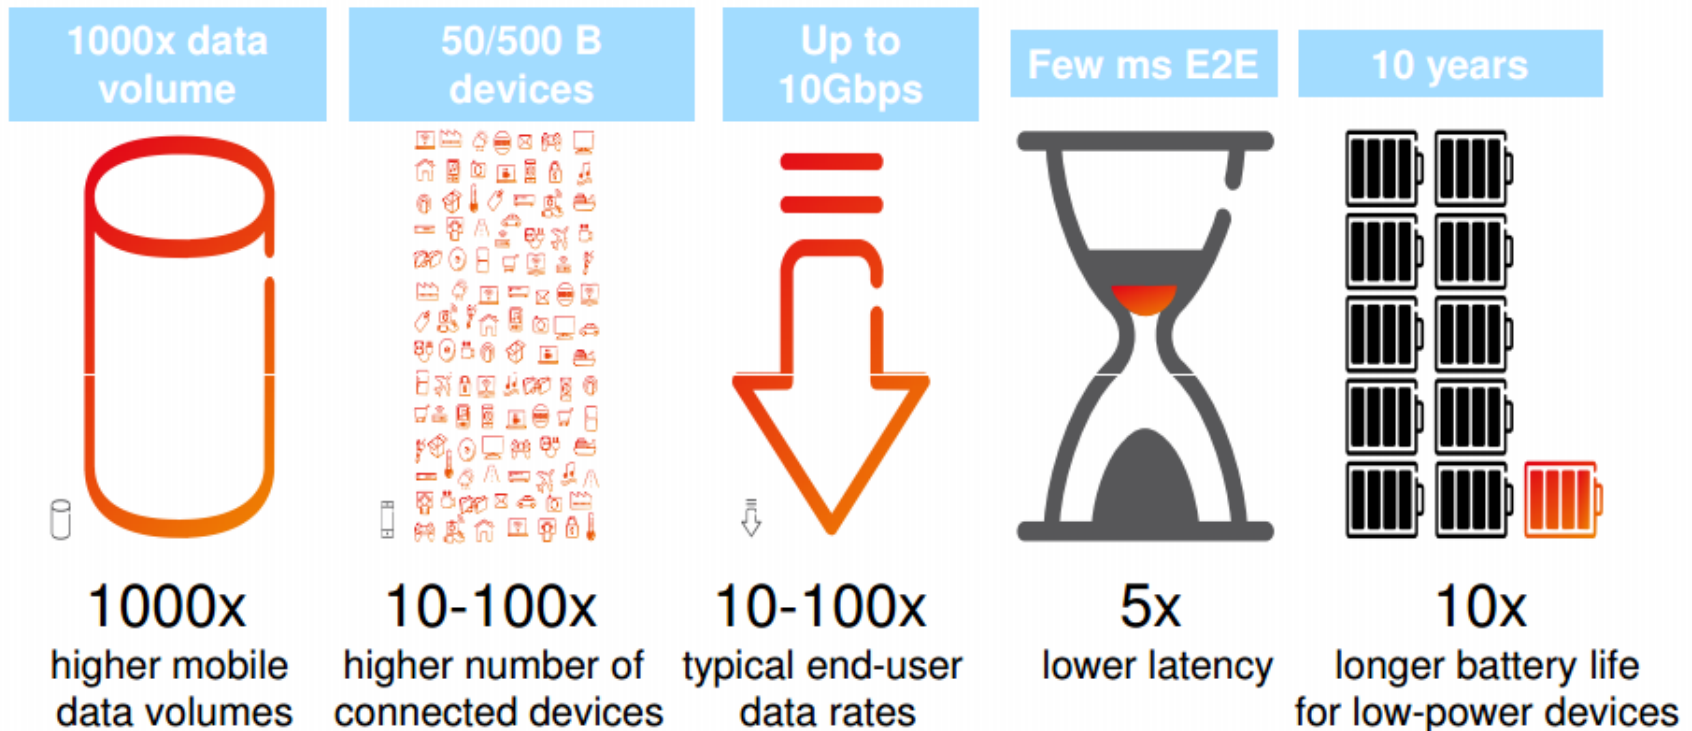 1000x data
volume
50/500 B
devices
Up to
10Gbps
Few ms E2E
10 years
1000x
higher mobile
data volumes
10-100x
higher number of
connected devices
10-100x
typical end-user
data rates
5x
lower latency
10x
longer battery life
for low-power devices